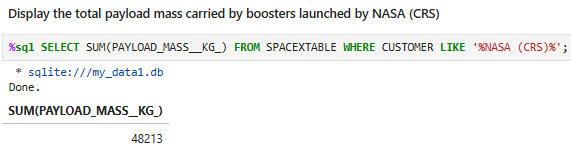 Display the total payload mass carried by boosters launched by NASA (CRS)
%sql SELECT SUM(PAYLOAD_MASS__KG_) FROM SPACEXTABLE WHERE CUSTOMER LIKE '%NASA (CRS)%';
* sqlite:///my_data1.db
Done.
SUM(PAYLOAD_MASS__KG_)
48213